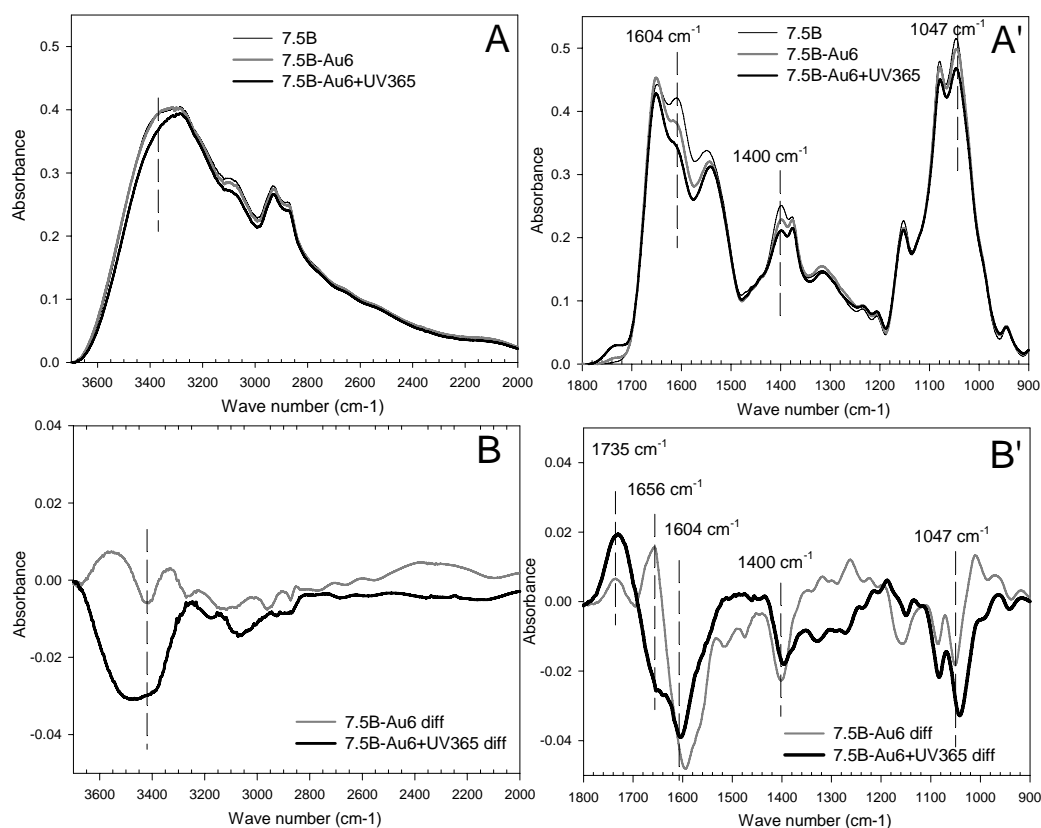 A
7.5B
7.5B-Au6
7.5B-Au6+UV365
0.5
0.4
0.3
0.2
0.1
0.0
Absorbance
3600 3400 3200 3000 2800 2600 2400 2200 2000
Wave number (cm-1)
A'
1604 cm-1
7.5B
7.5B-Au6
7.5B-Au6+UV365
1047 cm-1
1400 cm-1
0.5
0.4
0.3
0.2
0.1
0.0
Absorbance
1800 1700 1600 1500 1400 1300 1200 1100 1000 900
Wave number (cm-1)
B
0.04
0.02
0.00
-0.02
-0.04
Absorbance
7.5B-Au6 diff
7.5B-Au6+UV365 diff
3600 3400 3200 3000 2800 2600 2400 2200 2000
Wave number (cm-1)
B'
1735 cm-1
1656 cm-1
1604 cm-1
1400 cm-1
1047 cm-1
0.04
0.02
0.00
-0.02
-0.04
Absorbance
7.5B-Au6 diff
7.5B-Au6+UV365 diff
1800 1700 1600 1500 1400 1300 1200 1100 1000 900
Wave number (cm-1)